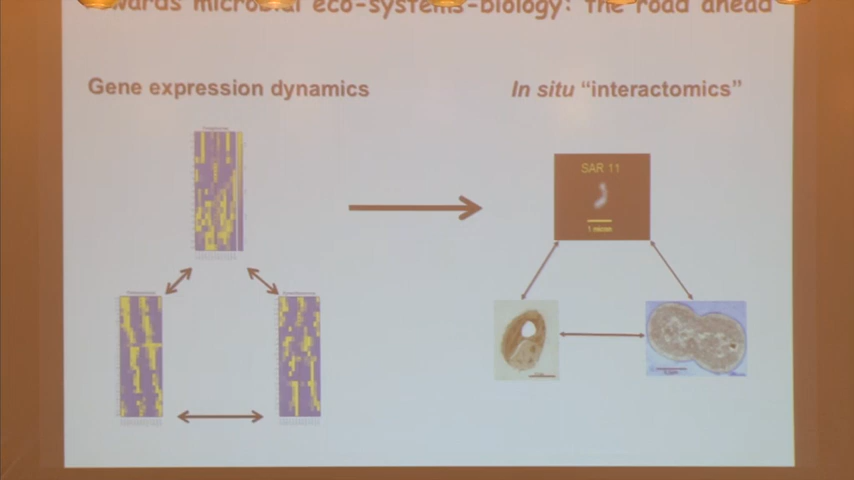 towards microbial eco-systems-biology: the road ahead
Gene expression dynamics
In situ “interactomics”
SAR 11
1 micron